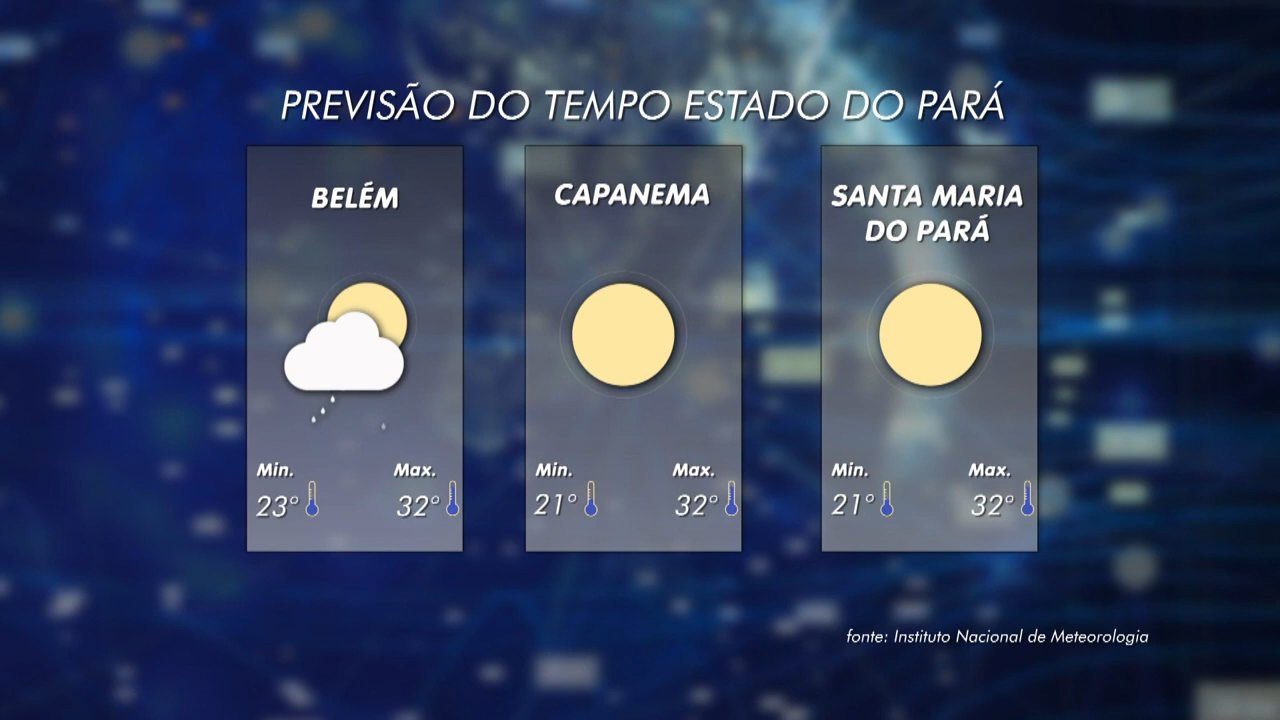 PREVISÃO DO TEMPO ESTADO DO PARÁ
BELÉM
Min. Max.
23° 32°
CAPANEMA
Min. Max.
21° 32°
SANTA MARIA
DO PARÁ
Min. Max.
21° 32°
fonte: Instituto Nacional de Meteorologia